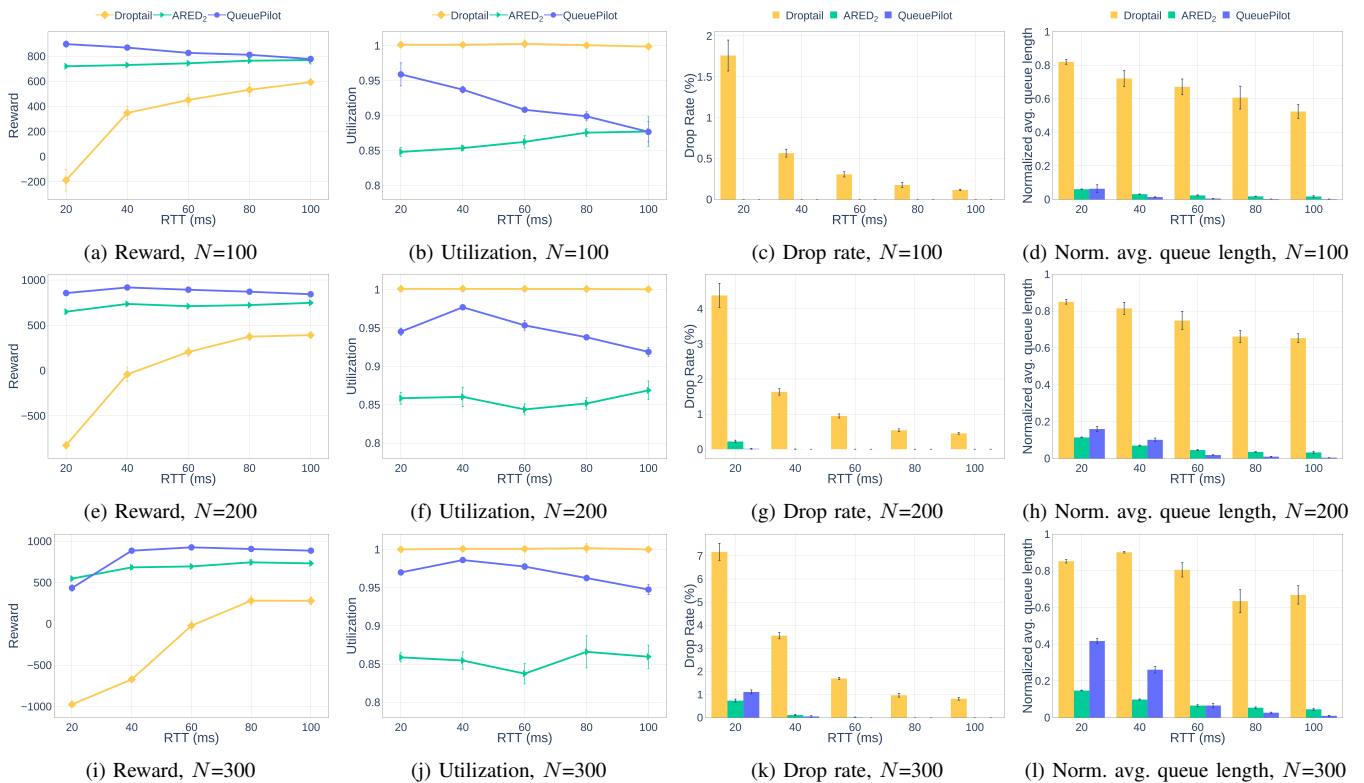 Droptail ARED₂ QueuePilot
Reward
800
600
400
200
0
−200
20 40 60 80 100
RTT (ms)
(a) Reward, N=100
Droptail ARED₂ QueuePilot
Utilization
1
0.95
0.9
0.85
0.8
20 40 60 80 100
RTT (ms)
(b) Utilization, N=100
Droptail ARED₂ QueuePilot
Drop Rate (%)
2
1.5
1
0.5
0
20 40 60 80 100
RTT (ms)
(c) Drop rate, N=100
Droptail ARED₂ QueuePilot
Normalized avg. queue length
1
0.8
0.6
0.4
0.2
0
20 40 60 80 100
RTT (ms)
(d) Norm. avg. queue length, N=100
Reward
1000
500
0
−500
20 40 60 80 100
RTT (ms)
(e) Reward, N=200
Utilization
1
0.95
0.9
0.85
0.8
20 40 60 80 100
RTT (ms)
(f) Utilization, N=200
Drop Rate (%)
4
3
2
1
0
20 40 60 80 100
RTT (ms)
(g) Drop rate, N=200
Normalized avg. queue length
1
0.8
0.6
0.4
0.2
0
20 40 60 80 100
RTT (ms)
(h) Norm. avg. queue length, N=200
Reward
1000
500
0
−500
−1000
20 40 60 80 100
RTT (ms)
(i) Reward, N=300
Utilization
1
0.95
0.9
0.85
0.8
20 40 60 80 100
RTT (ms)
(j) Utilization, N=300
Drop Rate (%)
7
6
5
4
3
2
1
0
20 40 60 80 100
RTT (ms)
(k) Drop rate, N=300
Normalized avg. queue length
1
0.8
0.6
0.4
0.2
0
20 40 60 80 100
RTT (ms)
(l) Norm. avg. queue length, N=300